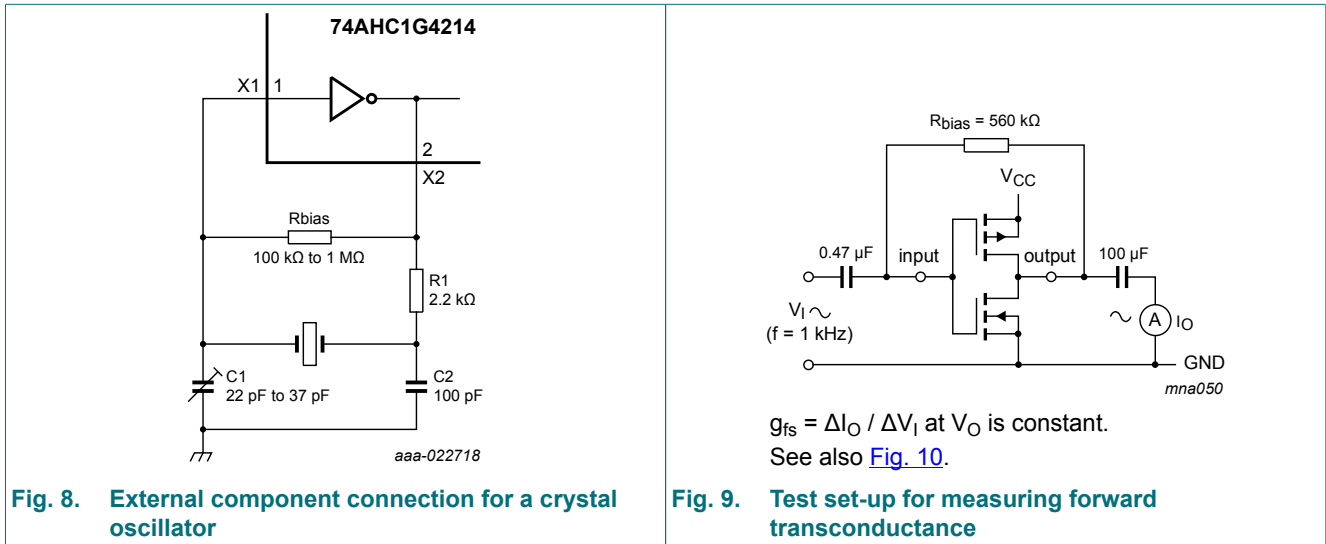 74AHC1G4214
X1
1
2
X2
Rbias
100 kΩ to 1 MΩ
R1
2.2 kΩ
C1
22 pF to 37 pF
C2
100 pF
aaa-022718
Fig. 8. External component connection for a crystal
oscillator
Rbias = 560 kΩ
VCC
0.47 µF
input
output
100 µF
VI
(f = 1 kHz)
A
IO
GND
mna050
gfs = ΔIO / ΔVI at VO is constant.
See also Fig. 10.
Fig. 9. Test set-up for measuring forward
transconductance